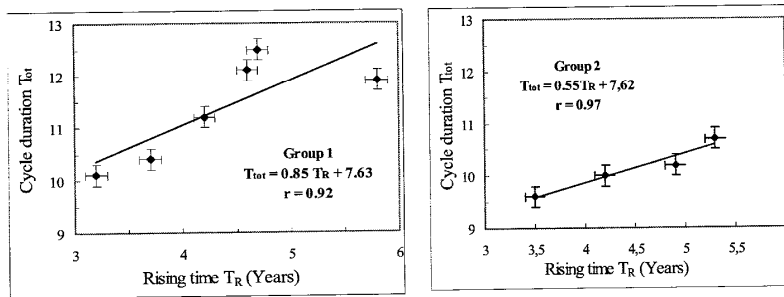 13
12
11
10
9
Cycle duration Ttot
Group 1
Ttot = 0.85 TR + 7.63
r = 0.92
3 4 5 6
Rising time TR (Years)
13
12
11
10
9
Cycle duration Ttot
Group 2
Ttot = 0.55TR + 7,62
r = 0.97
3 3,5 4 4,5 5 5,5
Rising time TR (Years)